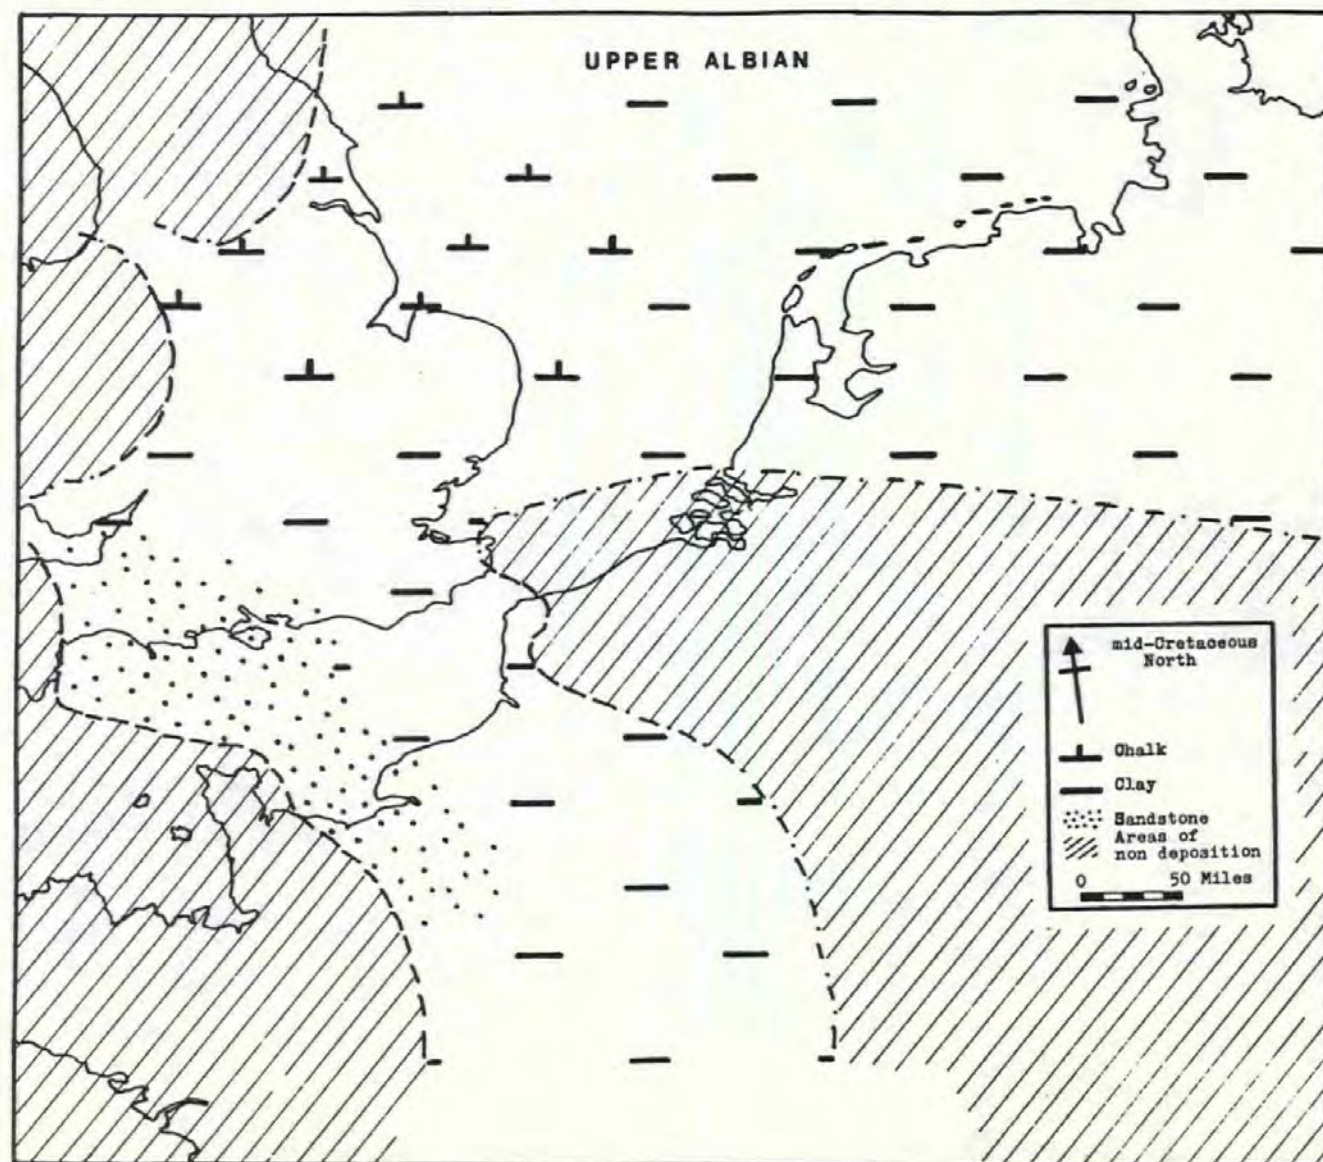 UPPER ALBIAN
mid-Cretaceous
North
Chalk
Clay
Sandstone
Areas of
non deposition
0 50 Miles